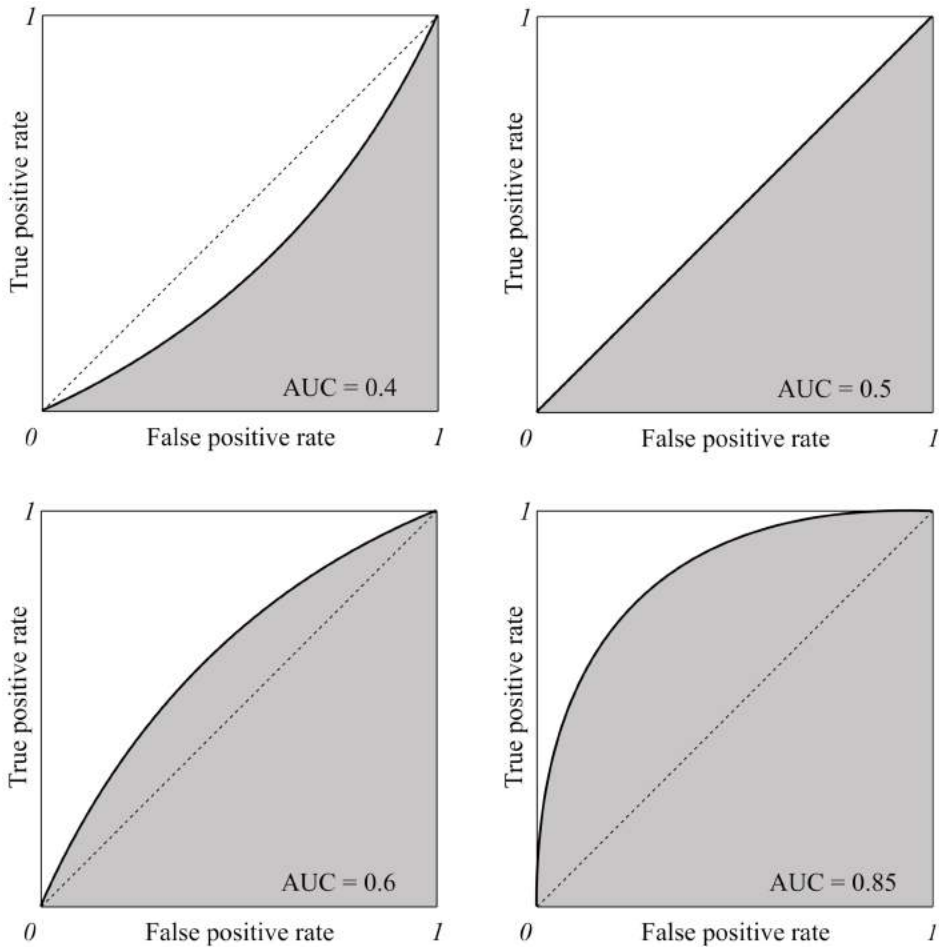 1
True positive rate
AUC = 0.4
0
False positive rate
1
1
True positive rate
AUC = 0.5
0
False positive rate
1
1
True positive rate
AUC = 0.6
0
False positive rate
1
1
True positive rate
AUC = 0.85
0
False positive rate
1